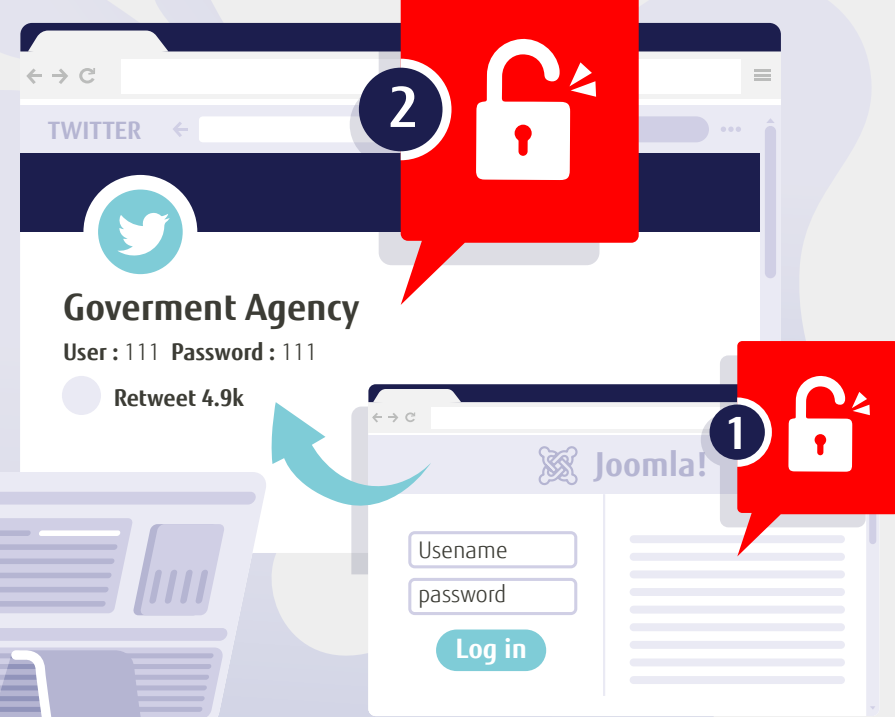 2
TWITTER
Goverment Agency
User : 111 Password : 111
Retweet 4.9k
1
Joomla!
Usename
password
Log in